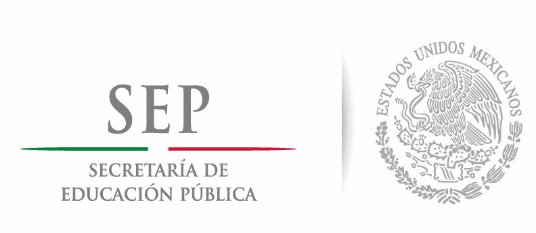 SEP
SECRETARÍA DE
EDUCACIÓN PÚBLICA
ESTADOS UNIDOS MEXICANOS